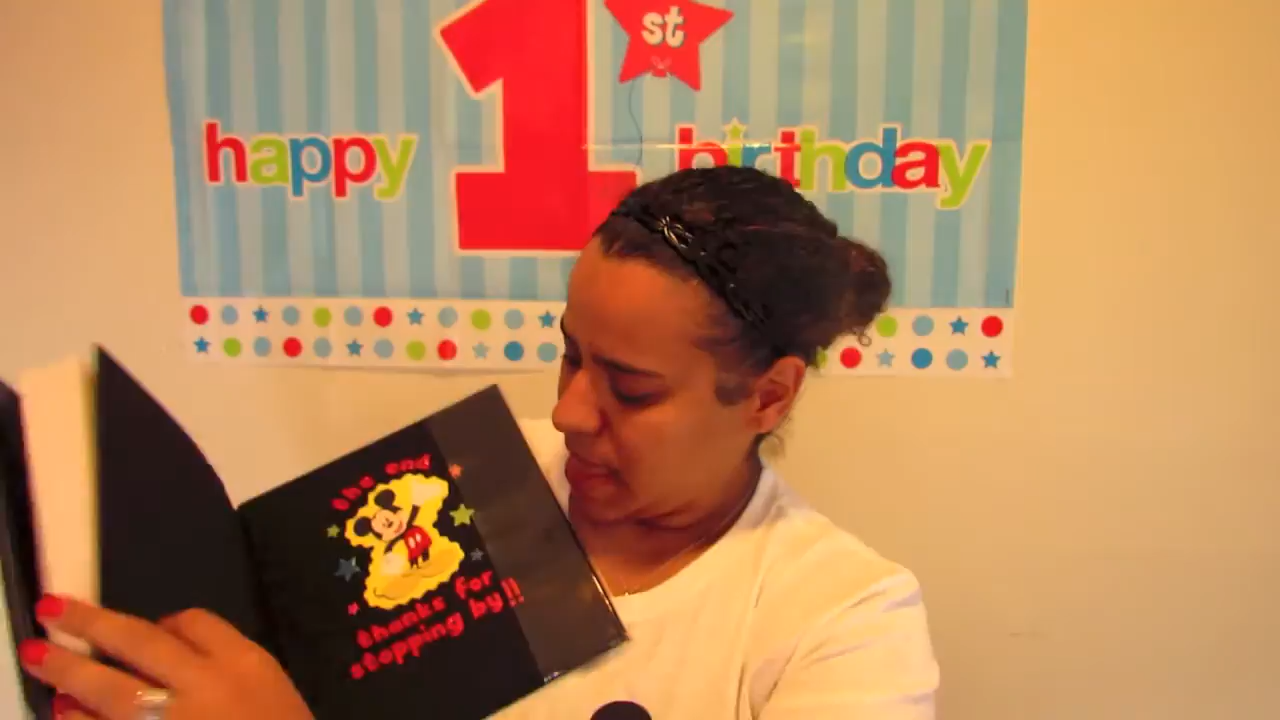 1st
happy birthday
the end
thanks for
stopping by!!